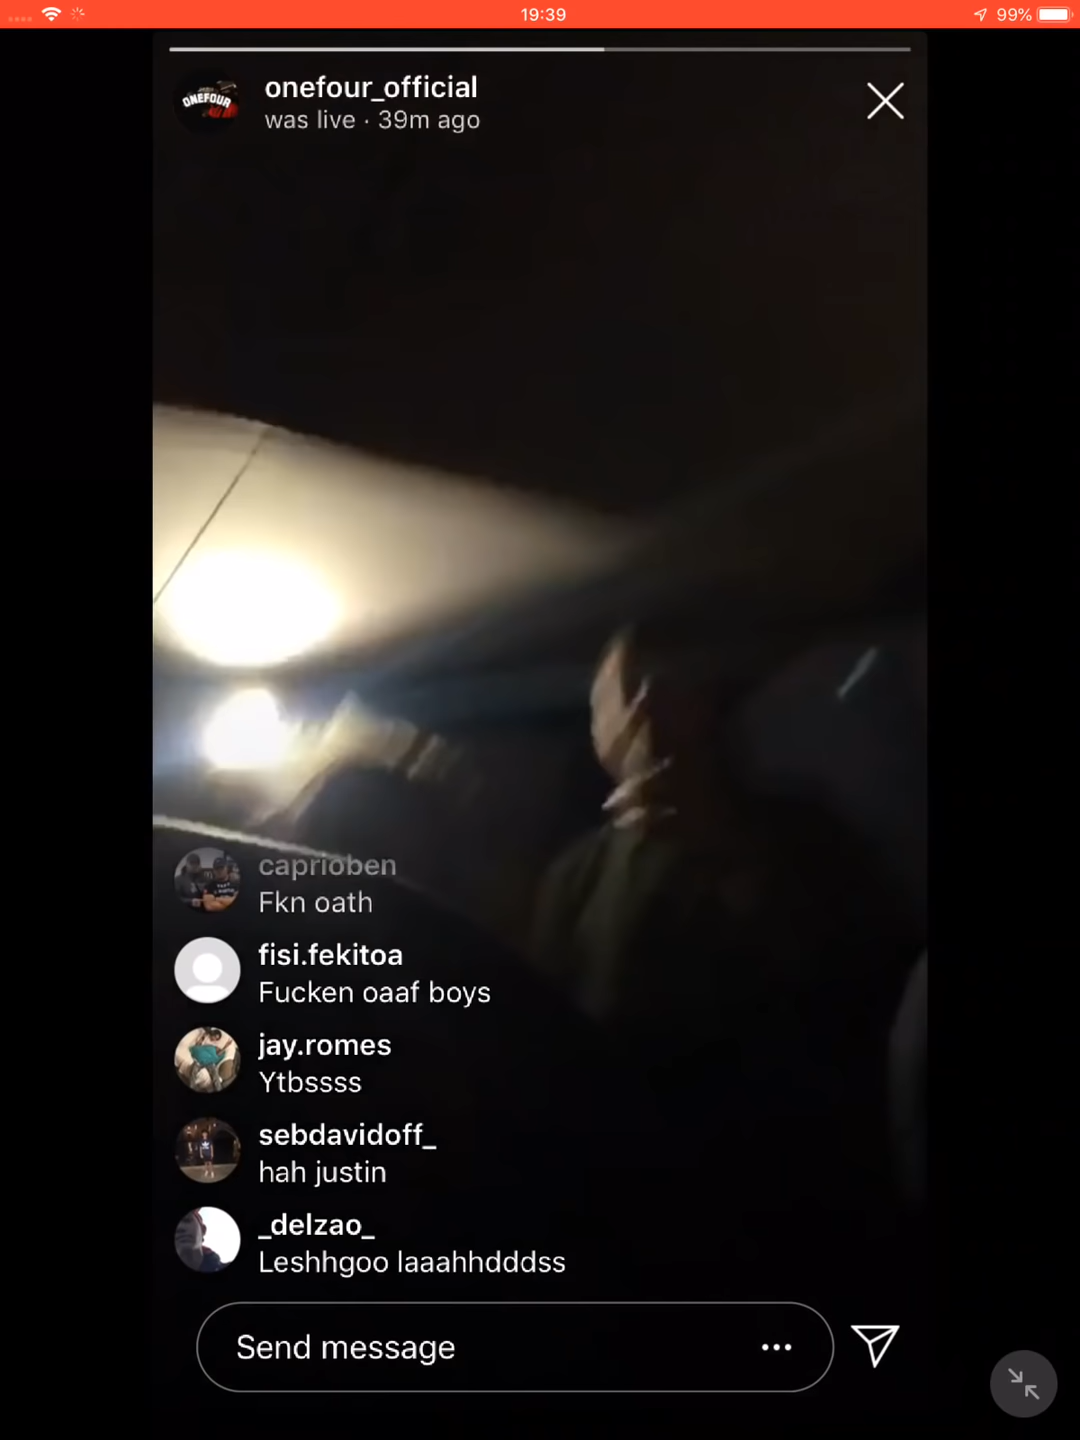 19:39
99%
ONEFOUR
onefour_official
was live · 39m ago
caprioben
Fkn oath
fisi.fekitoa
Fucken oaaf boys
jay.romes
Ytbssss
sebdavidoff_
hah justin
_delzao_
Leshhgoo laaahhdddss
Send message